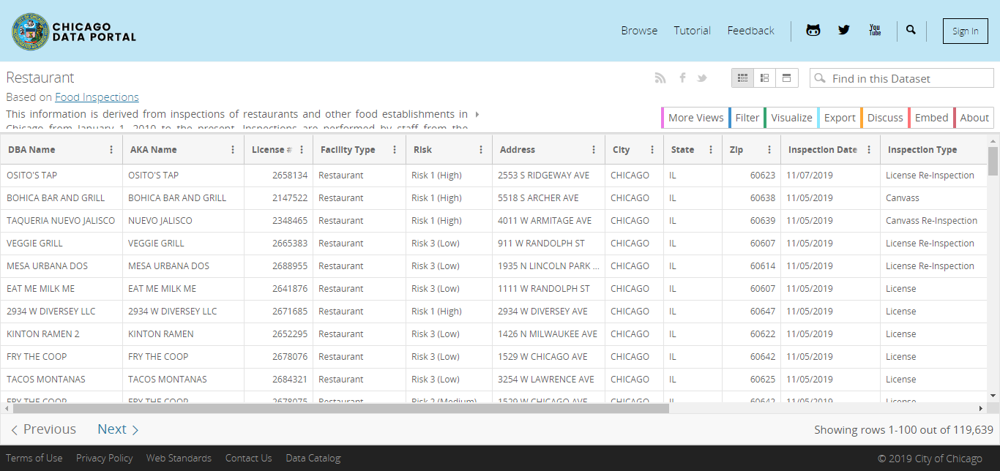 CHICAGO
DATA PORTAL
Browse Tutorial Feedback You Tube Sign In
Restaurant
Find in this Dataset
Based on Food Inspections
This information is derived from inspections of restaurants and other food establishments in
Chicago from January 1, 2010 to the present. Inspections are performed by staff from the
More Views Filter Visualize Export Discuss Embed About
DBA Name AKA Name License # Facility Type Risk Address City State Zip Inspection Date Inspection Type
OSITO'S TAP OSITO'S TAP 2658134 Restaurant Risk 1 (High) 2553 S RIDGEWAY AVE CHICAGO IL 60623 11/07/2019 License Re-Inspection
BOHICA BAR AND GRILL BOHICA BAR AND GRILL 2147522 Restaurant Risk 1 (High) 5518 S ARCHER AVE CHICAGO IL 60638 11/05/2019 Canvass
TAQUERIA NUEVO JALISCO NUEVO JALISCO 2348465 Restaurant Risk 1 (High) 4011 W ARMITAGE AVE CHICAGO IL 60639 11/05/2019 Canvass Re-Inspection
VEGGIE GRILL VEGGIE GRILL 2665383 Restaurant Risk 3 (Low) 911 W RANDOLPH ST CHICAGO IL 60607 11/05/2019 License Re-Inspection
MESA URBANA DOS MESA URBANA DOS 2688955 Restaurant Risk 3 (Low) 1935 N LINCOLN PARK ... CHICAGO IL 60614 11/05/2019 License Re-Inspection
EAT ME MILK ME EAT ME MILK ME 2641876 Restaurant Risk 3 (Low) 1111 W RANDOLPH ST CHICAGO IL 60607 11/05/2019 License
2934 W DIVERSEY LLC 2934 W DIVERSEY LLC 2671685 Restaurant Risk 1 (High) 2934 W DIVERSEY AVE CHICAGO IL 60647 11/05/2019 License
KINTON RAMEN 2 KINTON RAMEN 2652295 Restaurant Risk 3 (Low) 1426 N MILWAUKEE AVE CHICAGO IL 60622 11/05/2019 License
FRY THE COOP FRY THE COOP 2678076 Restaurant Risk 3 (Low) 1529 W CHICAGO AVE CHICAGO IL 60642 11/05/2019 License
TACOS MONTANAS TACOS MONTANAS 2684321 Restaurant Risk 3 (Low) 3254 W LAWRENCE AVE CHICAGO IL 60625 11/05/2019 License
FRY THE COOP FRY THE COOP 2678075 Restaurant Risk 2 (Medium) 1529 W CHICAGO AVE CHICAGO IL 60642 11/05/2019 License
Previous Next Showing rows 1-100 out of 119,639
Terms of Use Privacy Policy Web Standards Contact Us Data Catalog © 2019 City of Chicago